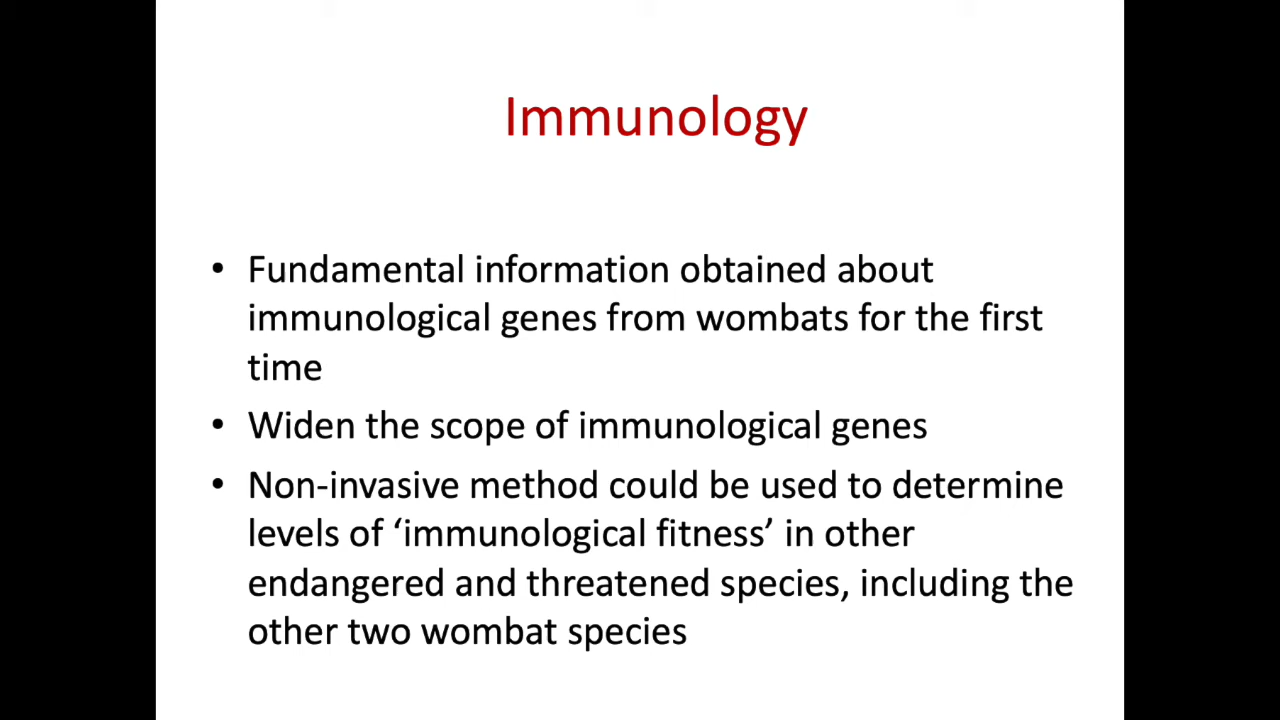 Immunology
• Fundamental information obtained about
immunological genes from wombats for the first
time
• Widen the scope of immunological genes
• Non-invasive method could be used to determine
levels of ‘immunological fitness’ in other
endangered and threatened species, including the
other two wombat species